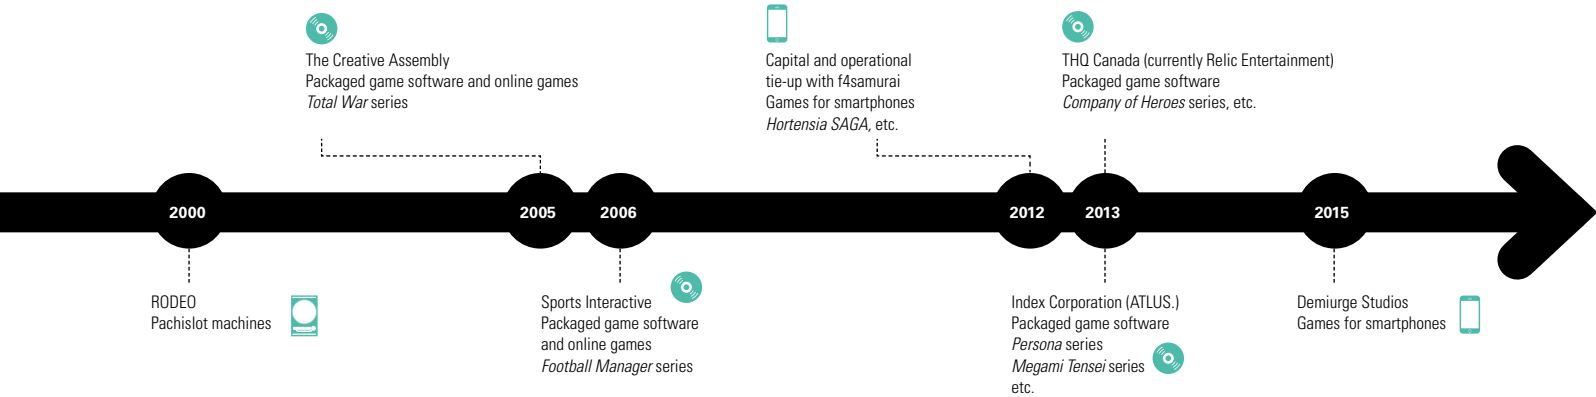 The Creative Assembly
Packaged game software and online games
Total War series
Capital and operational
tie-up with f4samurai
Games for smartphones
Hortensia SAGA, etc.
THQ Canada (currently Relic Entertainment)
Packaged game software
Company of Heroes series, etc.
2000
2005
2006
2012
2013
2015
RODEO
Pachislot machines
Sports Interactive
Packaged game software
and online games
Football Manager series
Index Corporation (ATLUS.)
Packaged game software
Persona series
Megami Tensei series
etc.
Demiurge Studios
Games for smartphones